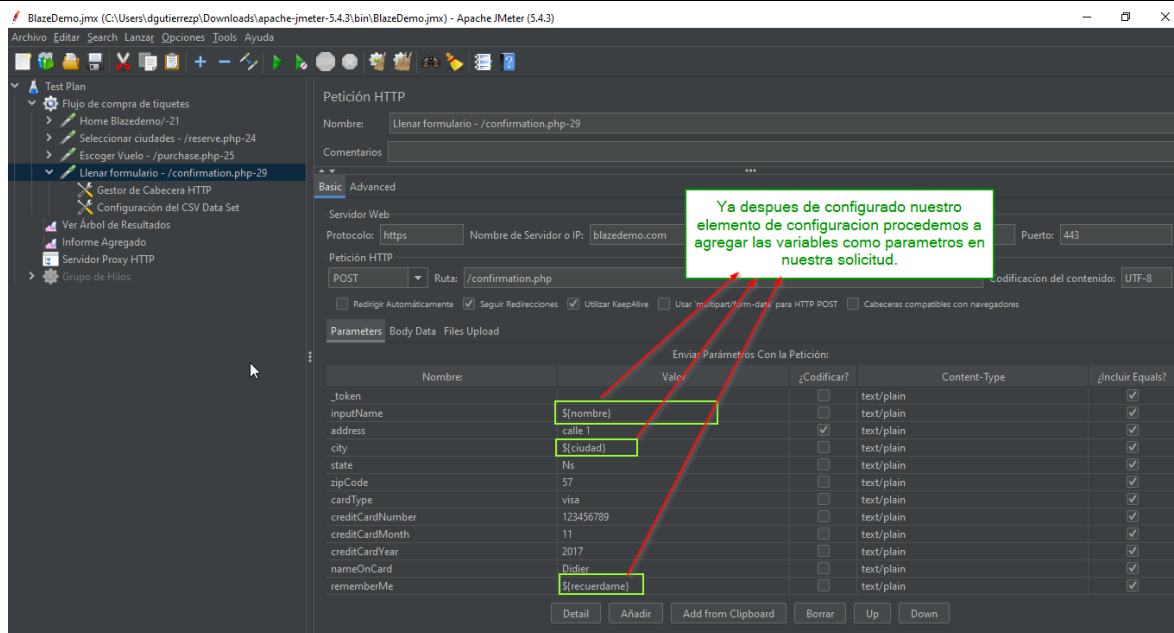 BlazeDemo.jmx (C:\Users\dgutierrezp\Downloads\apache-jmeter-5.4.3\bin\BlazeDemo.jmx) - Apache JMeter (5.4.3)
Archivo Editar Search Lanzar Opciones Tools Ayuda
Test Plan
Flujo de compra de tiquetes
Home Blazedemo/-21
Seleccionar ciudades - /reserve.php-24
Escoger Vuelo - /purchase.php-25
Llenar formulario - /confirmation.php-29
Gestor de Cabecera HTTP
Configuración del CSV Data Set
Ver Árbol de Resultados
Informe Agregado
Servidor Proxy HTTP
Grupo de Hilos
Petición HTTP
Nombre: Llenar formulario - /confirmation.php-29
Comentarios
Basic Advanced
Ya despues de configurado nuestro
elemento de configuracion procedemos a
agregar las variables como parametros en
nuestra solicitud.
Servidor Web
Protocolo: https Nombre de Servidor o IP: blazedemo.com Puerto: 443
Petición HTTP
POST Ruta: /confirmation.php Codificacíon del contenido: UTF-8
Redirigir Automáticamente Seguir Redirecciones Utilizar KeepAlive Usar 'multipart/form-data' para HTTP POST Cabeceras compatibles con navegadores
Parameters Body Data Files Upload
Enviar Parámetros Con la Petición:
Nombre: Valor ¿Codificar? Content-Type ¿Incluir Equals?
_token text/plain
inputName ${nombre} text/plain
address calle 1 text/plain
city ${ciudad} text/plain
state Ns text/plain
zipCode 57 text/plain
cardType visa text/plain
creditCardNumber 123456789 text/plain
creditCardMonth 11 text/plain
creditCardYear 2017 text/plain
nameOnCard Didier text/plain
rememberMe ${recuerdame} text/plain
Detail Añadir Add from Clipboard Borrar Up Down